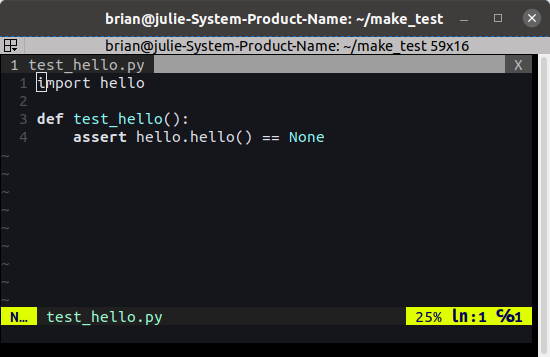 brian@julie-System-Product-Name: ~/make_test
brian@julie-System-Product-Name: ~/make_test 59x16
1 test_hello.py X
1 import hello
2
3 def test_hello():
4     assert hello.hello() == None
~
~
~
~
~
~
~
~
~
N… test_hello.py 25% ln:1 ℅1